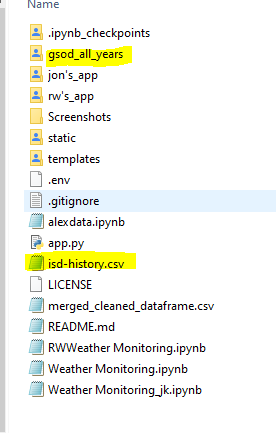 Name
.ipynb_checkpoints
gsod_all_years
jon's_app
rw's_app
Screenshots
static
templates
.env
.gitignore
alexdata.ipynb
app.py
isd-history.csv
LICENSE
merged_cleaned_dataframe.csv
README.md
RWWeather Monitoring.ipynb
Weather Monitoring.ipynb
Weather Monitoring_jk.ipynb